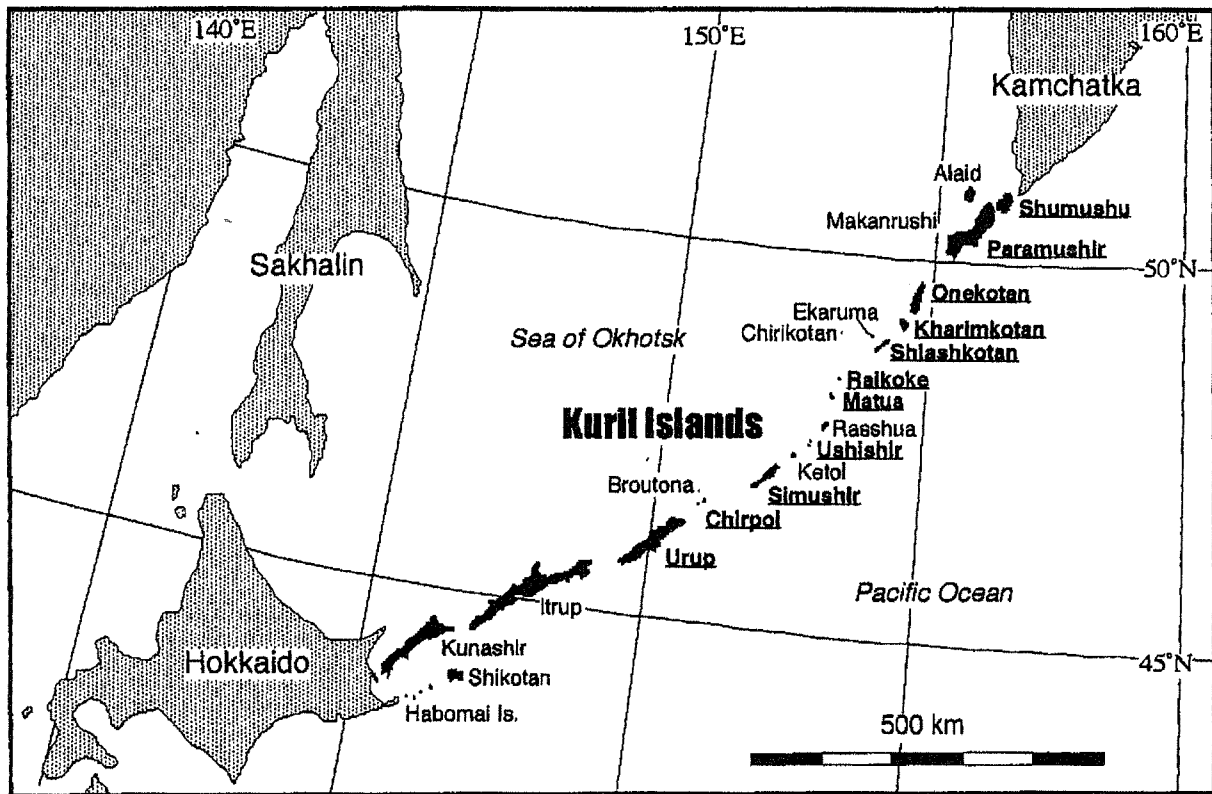 140°E
150°E
160°E
Kamchatka
Alaid
Shumushu
Makanrushi
Paramushir
Sakhalin
50°N
Onekotan
Ekaruma
Kharimkotan
Chirikotan
Sea of Okhotsk
Shiashkotan
Raikoke
Matua
Kuril Islands
Rasshua
Ushishir
Ketoi
Broutona
Simushir
Chirpoi
Urup
Pacific Ocean
Itrup
Kunashir
Hokkaido
45°N
Shikotan
Habomai Is.
500 km